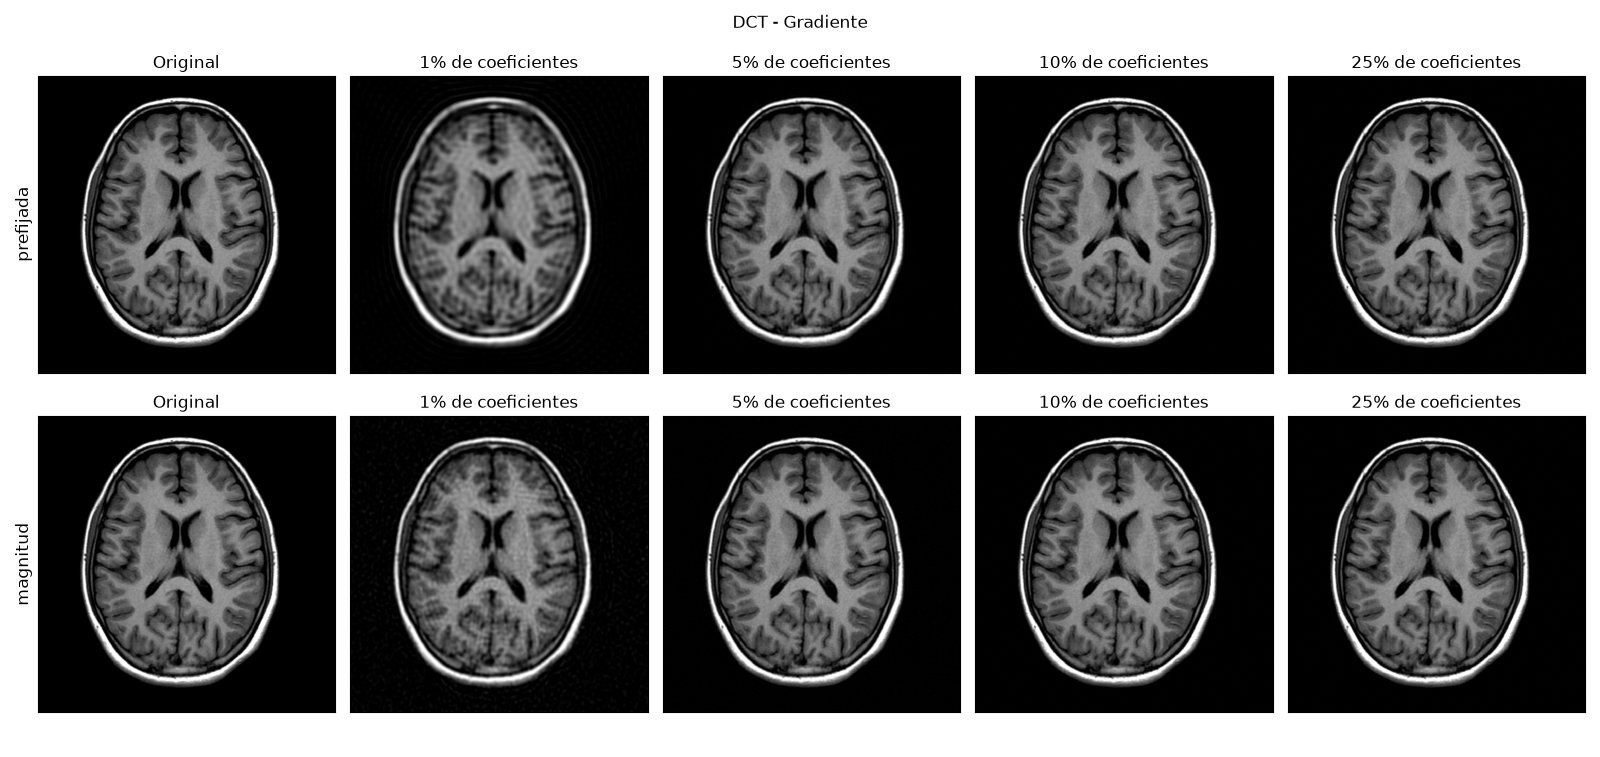 DCT - Gradiente
Original
1% de coeficientes
5% de coeficientes
10% de coeficientes
25% de coeficientes
prefijada
Original
1% de coeficientes
5% de coeficientes
10% de coeficientes
25% de coeficientes
magnitud